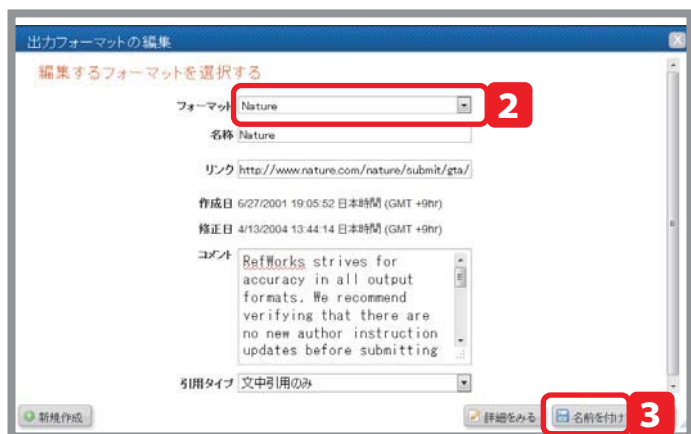 出力フォーマットの編集
編集するフォーマットを選択する
フォーマット Nature 2
名称 Nature
リンク http://www.nature.com/nature/submit/gta/
作成日 6/27/2001 19:05:52 日本時間 (GMT +9hr)
修正日 4/13/2004 13:44:14 日本時間 (GMT +9hr)
コメント RefWorks strives for
accuracy in all output
formats. We recommend
verifying that there are
no new author instruction
updates before submitting
引用タイプ 文中引用のみ
新規作成 詳細をみる 名前を付け 3